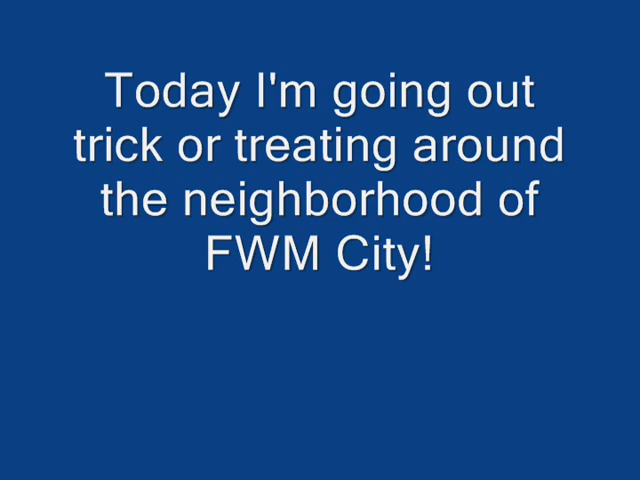 Today I'm going out
trick or treating around
the neighborhood of
FWM City!